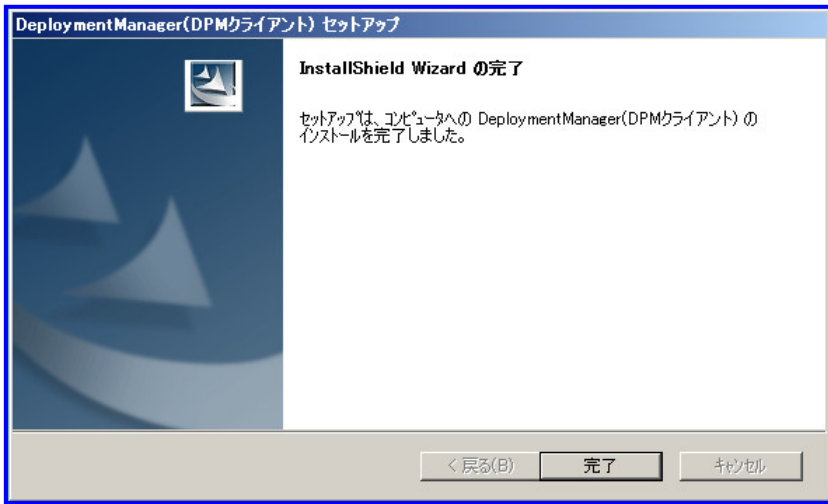 DeploymentManager(DPMクライアント) セットアップ
InstallShield Wizard の完了
セットアップは、コンピュータへの DeploymentManager(DPMクライアント) の
インストールを完了しました。
< 戻る(B)
完了
キャンセル